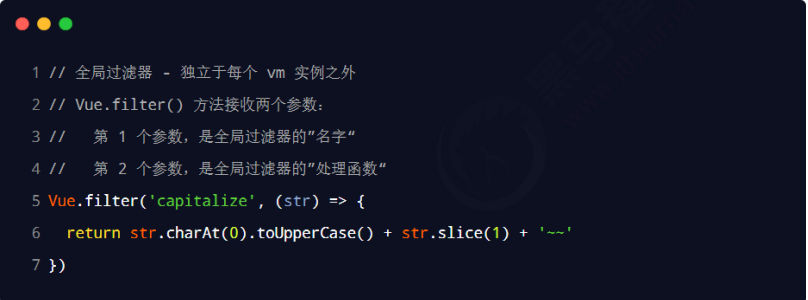 1 // 全局过滤器 - 独立于每个 vm 实例之外
2 // Vue.filter() 方法接收两个参数：
3 //   第 1 个参数，是全局过滤器的”名字“
4 //   第 2 个参数，是全局过滤器的”处理函数“
5 Vue.filter('capitalize', (str) => {
6   return str.charAt(0).toUpperCase() + str.slice(1) + '~~'
7 })